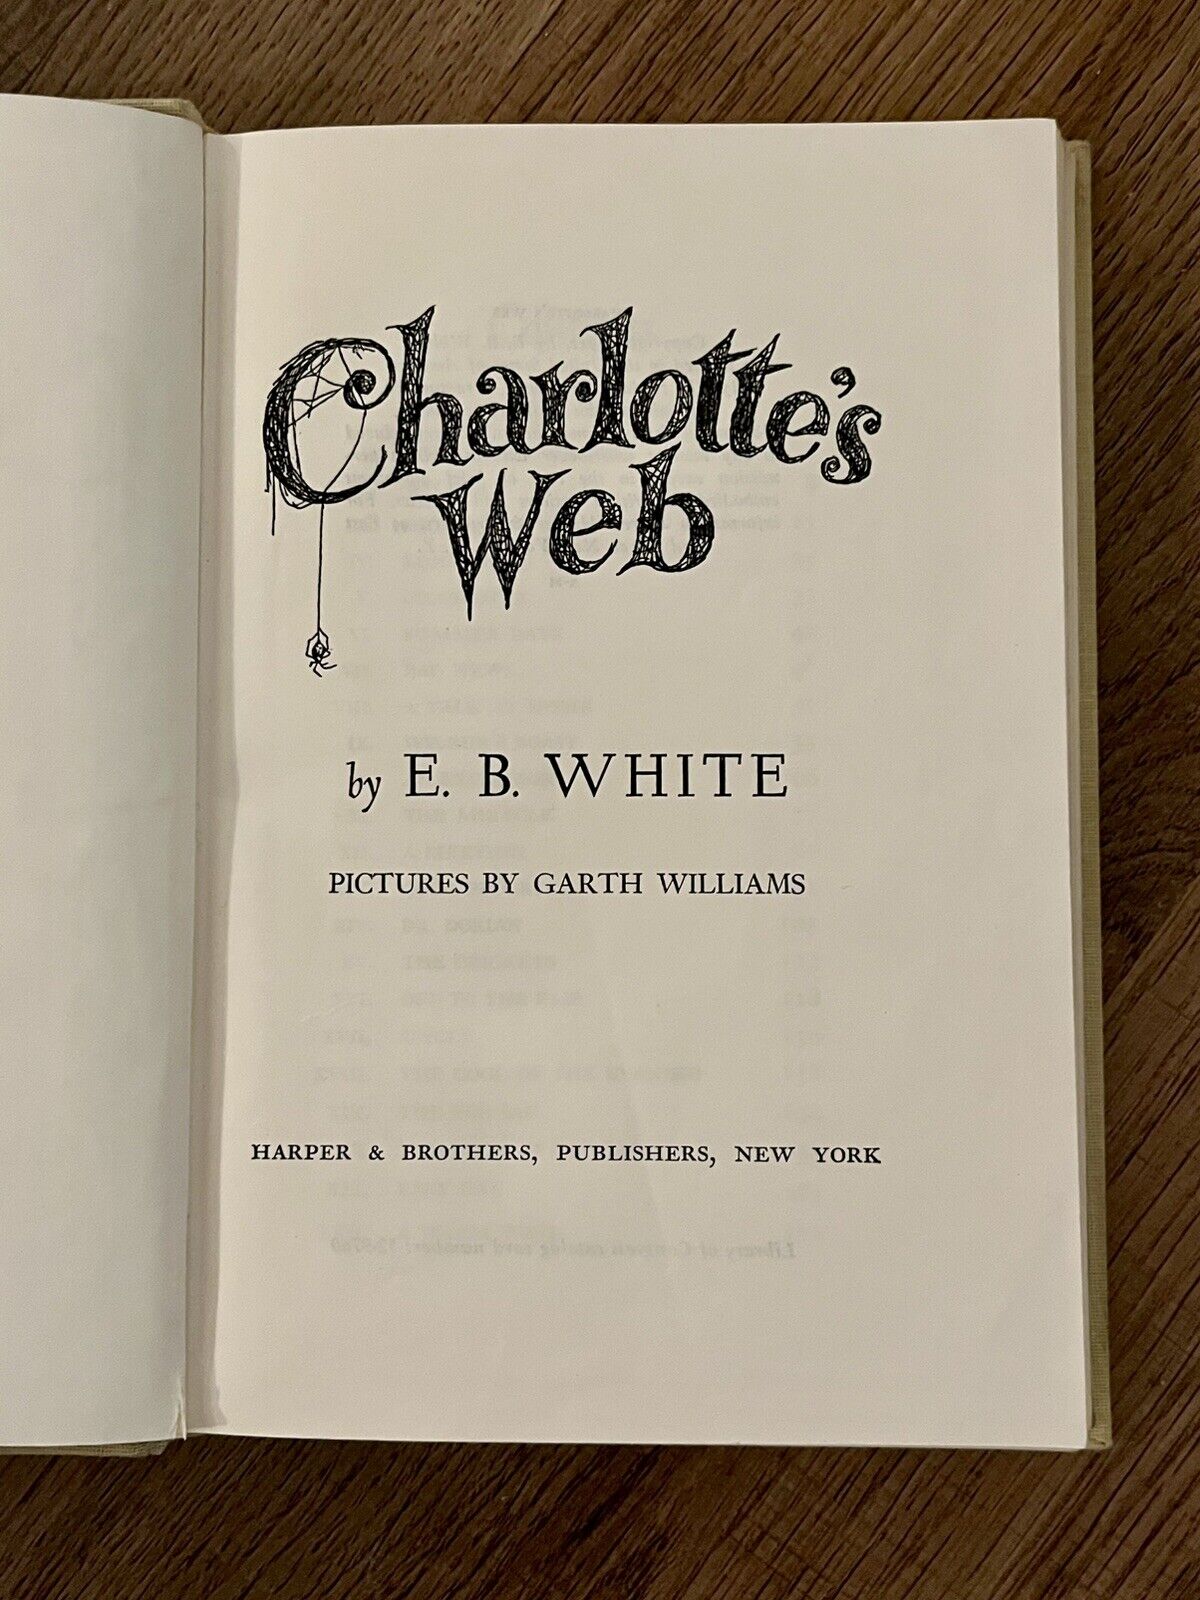 Charlotte's
Web
by E. B. WHITE
PICTURES BY GARTH WILLIAMS
HARPER & BROTHERS, PUBLISHERS, NEW YORK